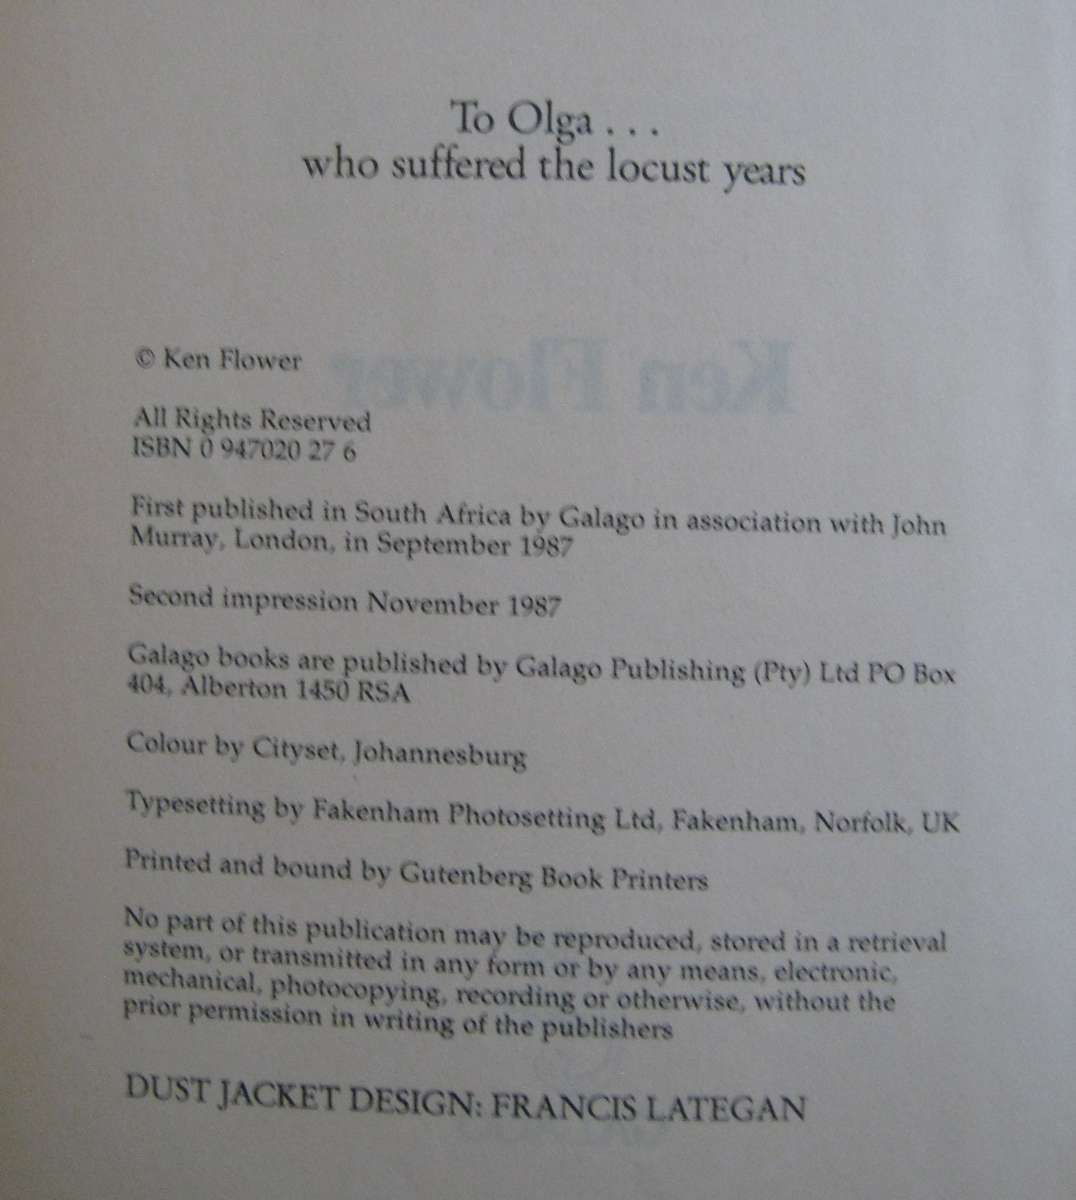 To Olga . . .
who suffered the locust years
© Ken Flower
Ken Flower
All Rights Reserved
ISBN 0 947020 27 6
First published in South Africa by Galago in association with John
Murray, London, in September 1987
Second impression November 1987
Galago books are published by Galago Publishing (Pty) Ltd PO Box
404, Alberton 1450 RSA
Colour by Cityset, Johannesburg
Typesetting by Fakenham Photosetting Ltd, Fakenham, Norfolk, UK
Printed and bound by Gutenberg Book Printers
No part of this publication may be reproduced, stored in a retrieval
system, or transmitted in any form or by any means, electronic,
mechanical, photocopying, recording or otherwise, without the
prior permission in writing of the publishers
DUST JACKET DESIGN: FRANCIS LATEGAN